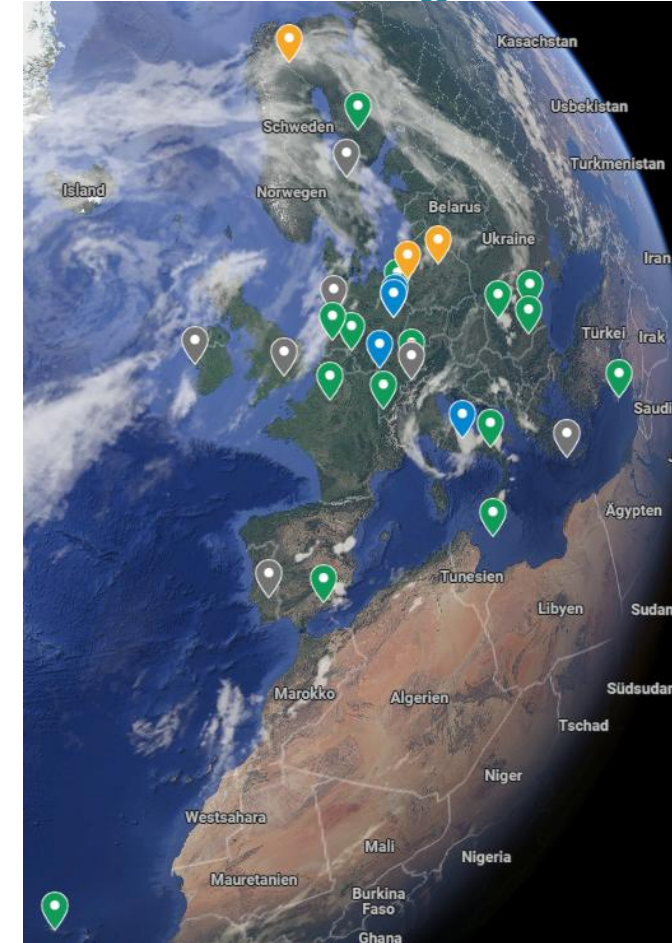 Kasachstan
Usbekistan
Schweden
Turkmenistan
Island
Norwegen
Belarus
Ukraine
Iran
Türkei
Irak
Saudi
Ägypten
Tunesien
Libyen
Sudan
Marokko
Algerien
Südsudan
Tschad
Niger
Westsahara
Mali
Nigeria
Mauretanien
Burkina
Faso
Ghana